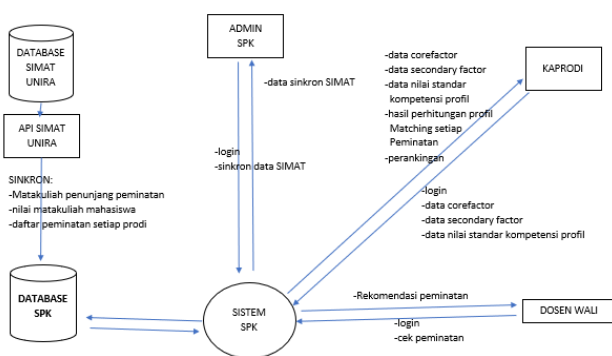 DATABASE
SIMAT
UNIRA
API SIMAT
UNIRA
SINKRON:
-Matakuliah penunjang peminatan
-nilai matakuliah mahasiswa
-daftar peminatan setiap prodi
DATABASE
SPK
ADMIN
SPK
-data sinkron SIMAT
-login
-sinkron data SIMAT
SISTEM
SPK
-data corefactor
-data secondary factor
-data nilai standar
kompetensi profil
-hasil perhitungan profil
Matching setiap
Peminatan
-perankingan
KAPRODI
-login
-data corefactor
-data secondary factor
-data nilai standar kompetensi profil
-Rekomendasi peminatan
-login
-cek peminatan
DOSEN WALI